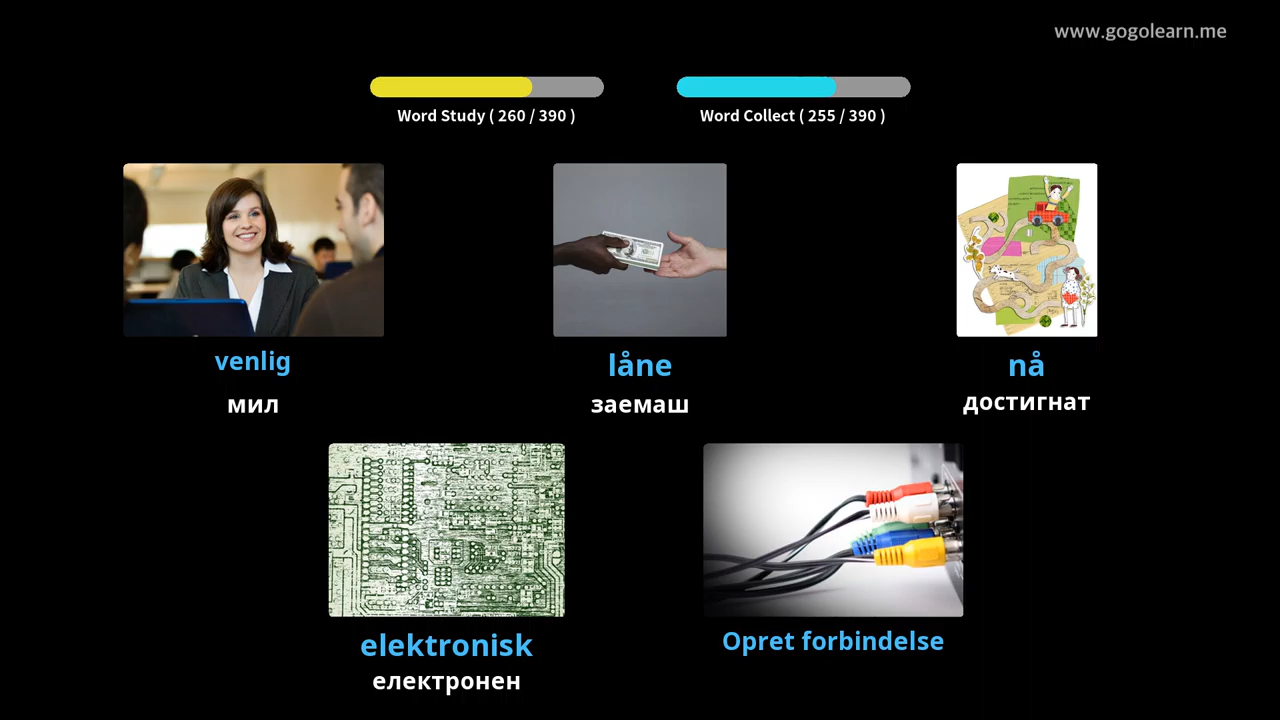 www.gogolearn.me
Word Study ( 260 / 390 )
Word Collect ( 255 / 390 )
venlig
мил
låne
заемаш
nå
достигнат
elektronisk
електронен
Opret forbindelse